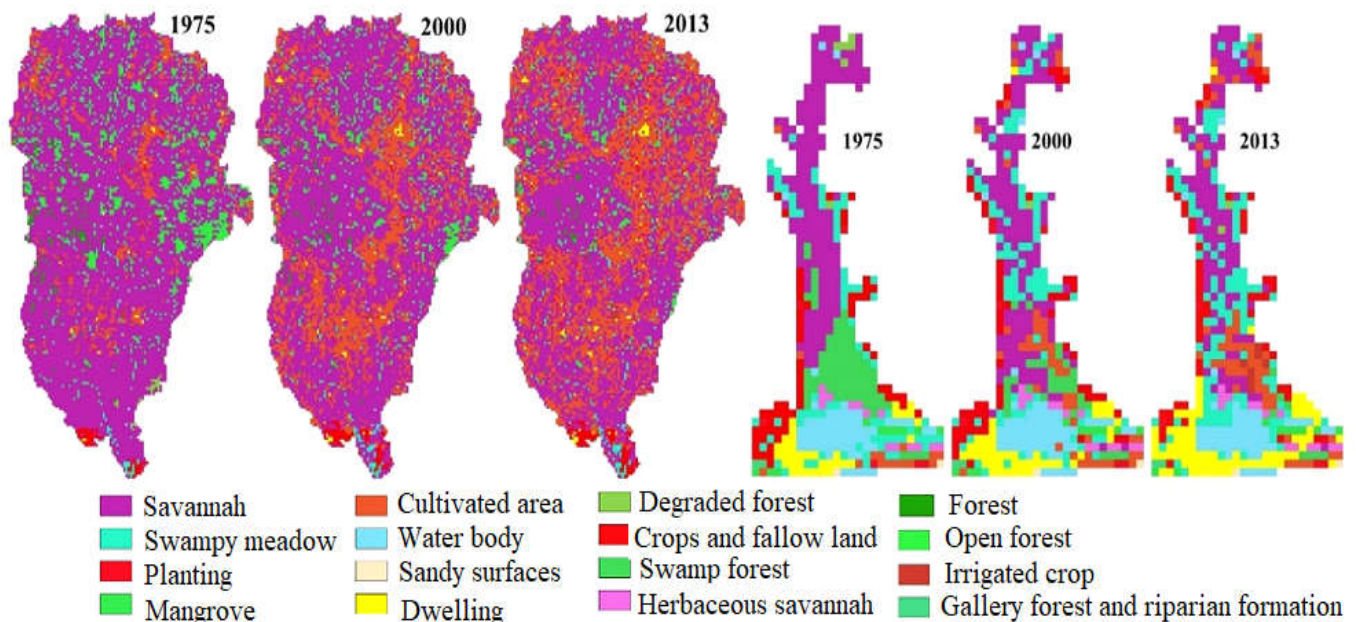 1975
2000
2013
1975
2000
2013
Savannah
Cultivated area
Degraded forest
Forest
Swampy meadow
Water body
Crops and fallow land
Open forest
Planting
Sandy surfaces
Swamp forest
Irrigated crop
Mangrove
Dwelling
Herbaceous savannah
Gallery forest and riparian formation